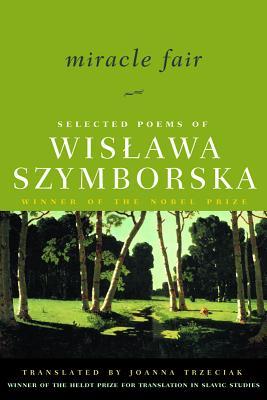 miracle fair
SELECTED POEMS OF
WISŁAWA
SZYMBORSKA
WINNER OF THE NOBEL PRIZE
TRANSLATED BY JOANNA TRZECIAK
WINNER OF THE HELDT PRIZE FOR TRANSLATION IN SLAVIC STUDIES